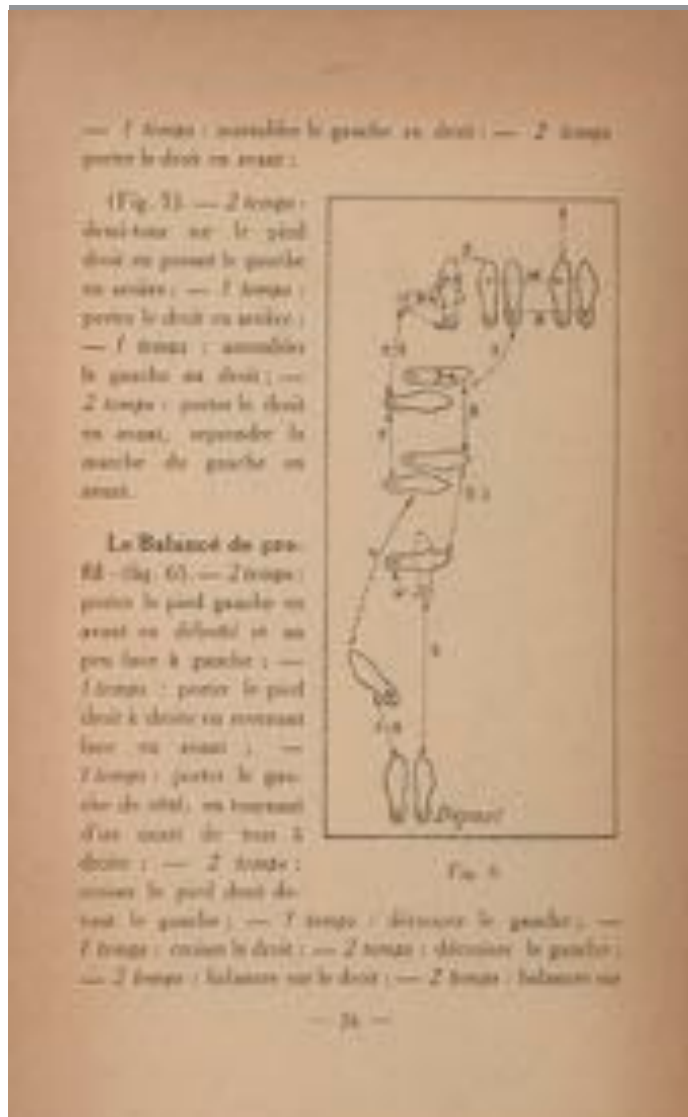 — 1 temps : assembler le gauche au droit ; — 2 temps
porter le droit en avant ;
(Fig. 5). — 2 temps :
demi-tour sur le pied
droit en passant le gauche
en arrière ; — 1 temps :
porter le droit en arrière ;
— 1 temps : assembler
le gauche au droit ; —
2 temps : porter le droit
en avant, reprendre la
marche du gauche en
avant.
Le Balancé de pro-
fil (fig. 6). — 2 temps :
porter le pied gauche en
avant en et un
peu face à gauche ; —
1 temps : porter le pied
droit à droite en revenant
face en avant ; —
1 temps : porter le gau-
che de côté, en tournant
d'un quart de tour à
droite ; — 2 temps :
croiser le pied droit de-
vant le gauche ; — 1 temps : décroiser le gauche ; —
1 temps : croiser le droit ; — 2 temps : décroiser le gauche ;
— 2 temps : balancer sur le droit ; — 2 temps : balancer sur
Départ
Fig. 6